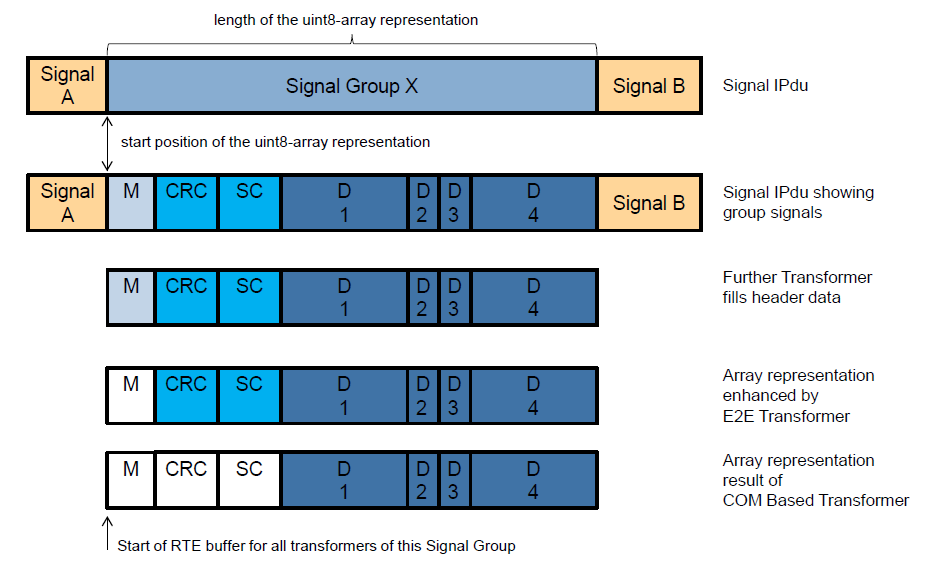 length of the uint8-array representation
Signal
A
Signal Group X
Signal B
Signal IPdu
start position of the uint8-array representation
Signal
A
M
CRC
SC
D
1
D
2
D
3
D
4
Signal B
Signal IPdu showing
group signals
M
CRC
SC
D
1
D
2
D
3
D
4
Further Transformer
fills header data
M
CRC
SC
D
1
D
2
D
3
D
4
Array representation
enhanced by
E2E Transformer
M
CRC
SC
D
1
D
2
D
3
D
4
Array representation
result of
COM Based Transformer
Start of RTE buffer for all transformers of this Signal Group